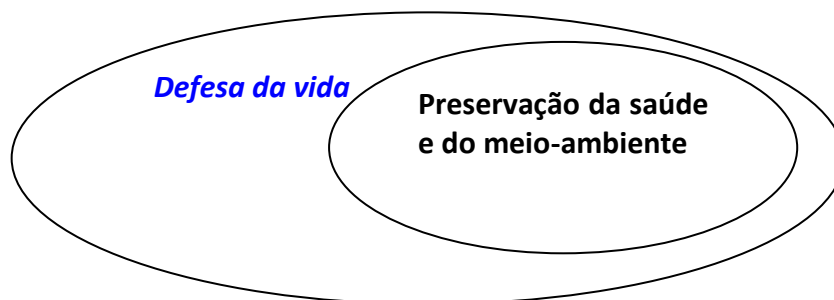 Defesa da vida
Preservação da saúde
e do meio-ambiente